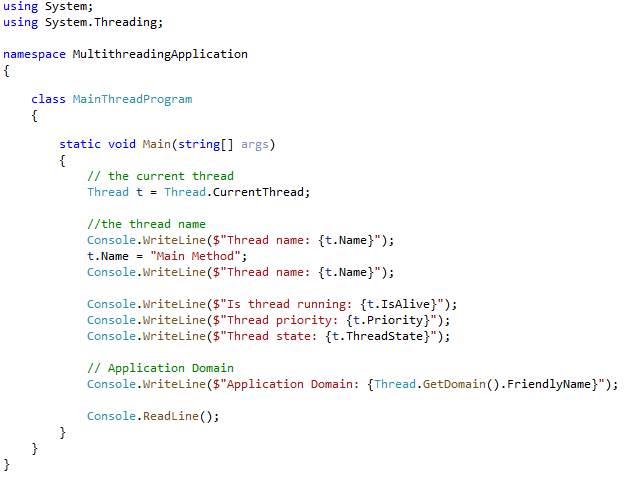 using System;
using System.Threading;

namespace MultithreadingApplication
{

    class MainThreadProgram
    {

        static void Main(string[] args)
        {
            // the current thread
            Thread t = Thread.CurrentThread;

            //the thread name
            Console.WriteLine($"Thread name: {t.Name}");
            t.Name = "Main Method";
            Console.WriteLine($"Thread name: {t.Name}");

            Console.WriteLine($"Is thread running: {t.IsAlive}");
            Console.WriteLine($"Thread priority: {t.Priority}");
            Console.WriteLine($"Thread state: {t.ThreadState}");

            // Application Domain
            Console.WriteLine($"Application Domain: {Thread.GetDomain().FriendlyName}");

            Console.ReadLine();
        }
    }
}